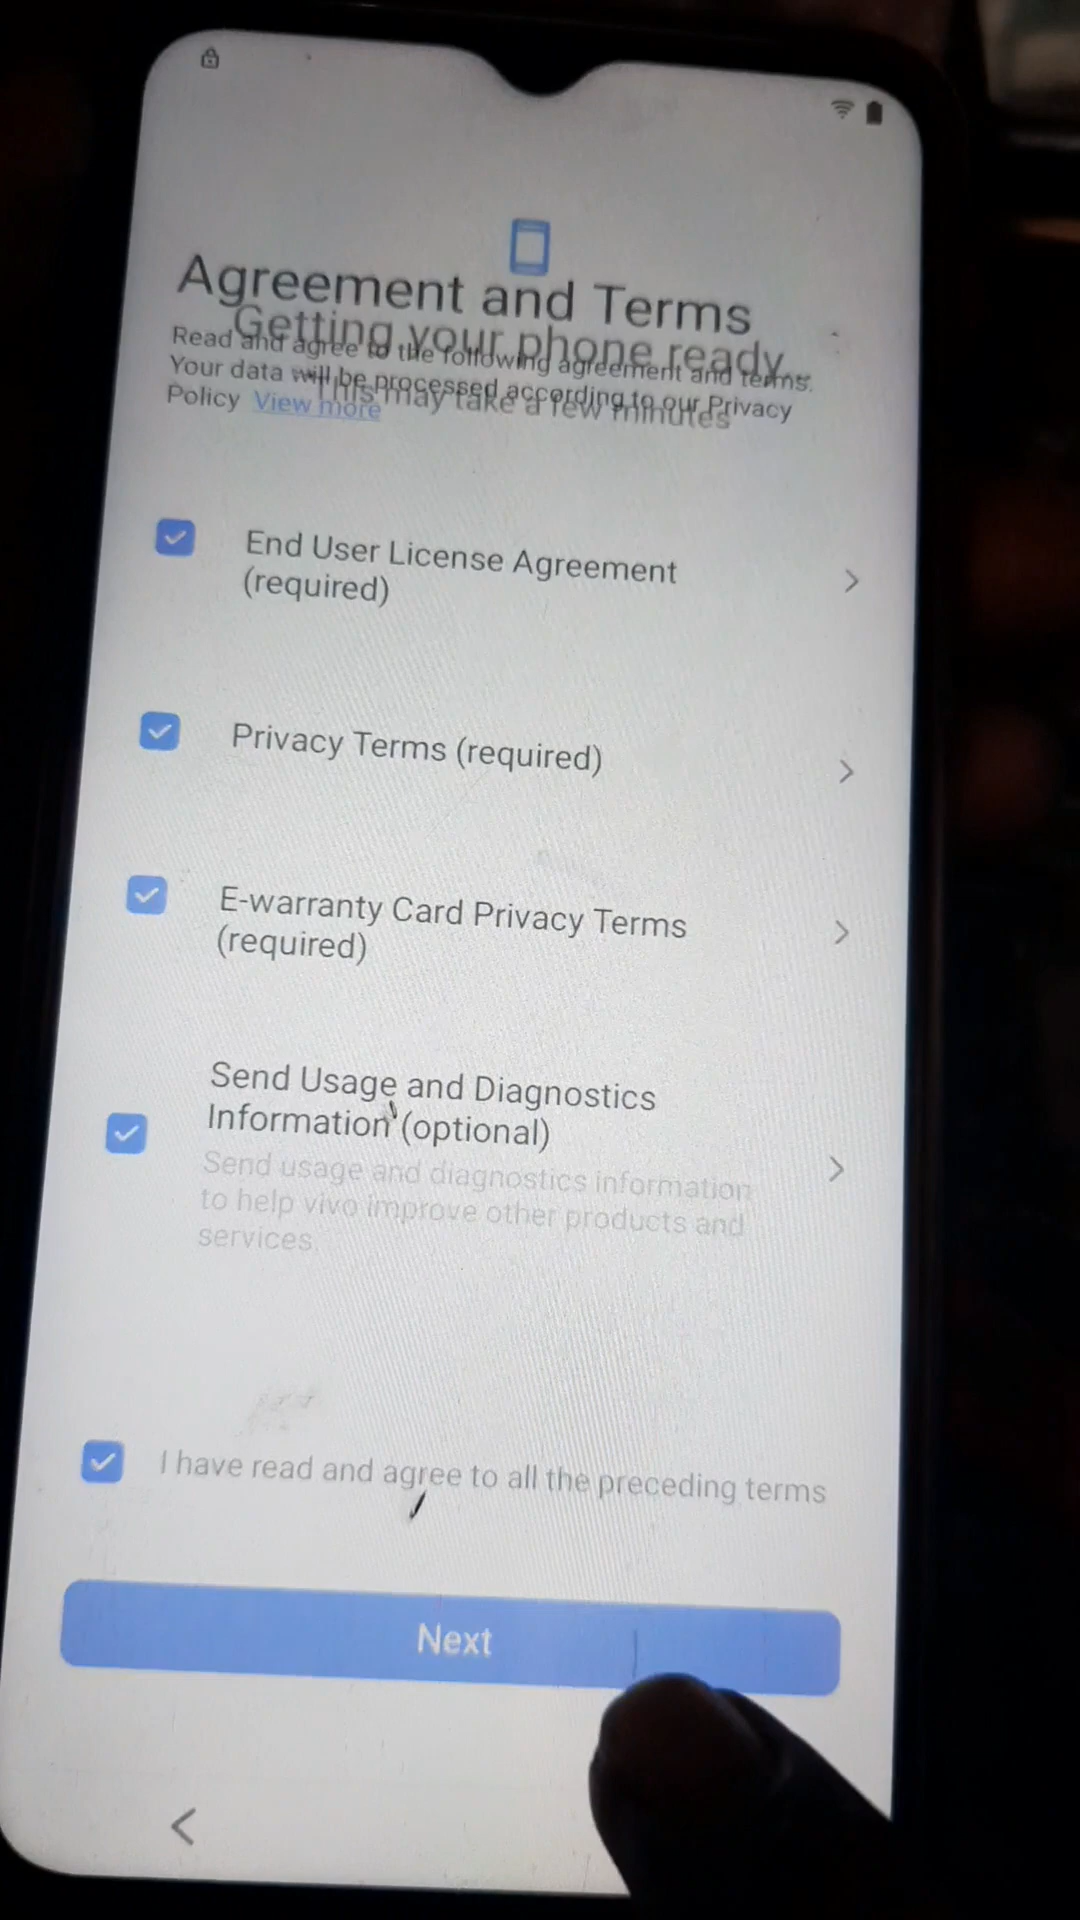 Agreement and Terms
Getting your phone ready...
Read and agree to the following agreement and terms.
Your data will be processed according to our Privacy
This may take a few minutes
Policy View more
End User License Agreement
(required)
Privacy Terms (required)
E-warranty Card Privacy Terms
(required)
Send Usage and Diagnostics
Information (optional)
Send usage and diagnostics information
to help vivo improve other products and
services.
I have read and agree to all the preceding terms
Next